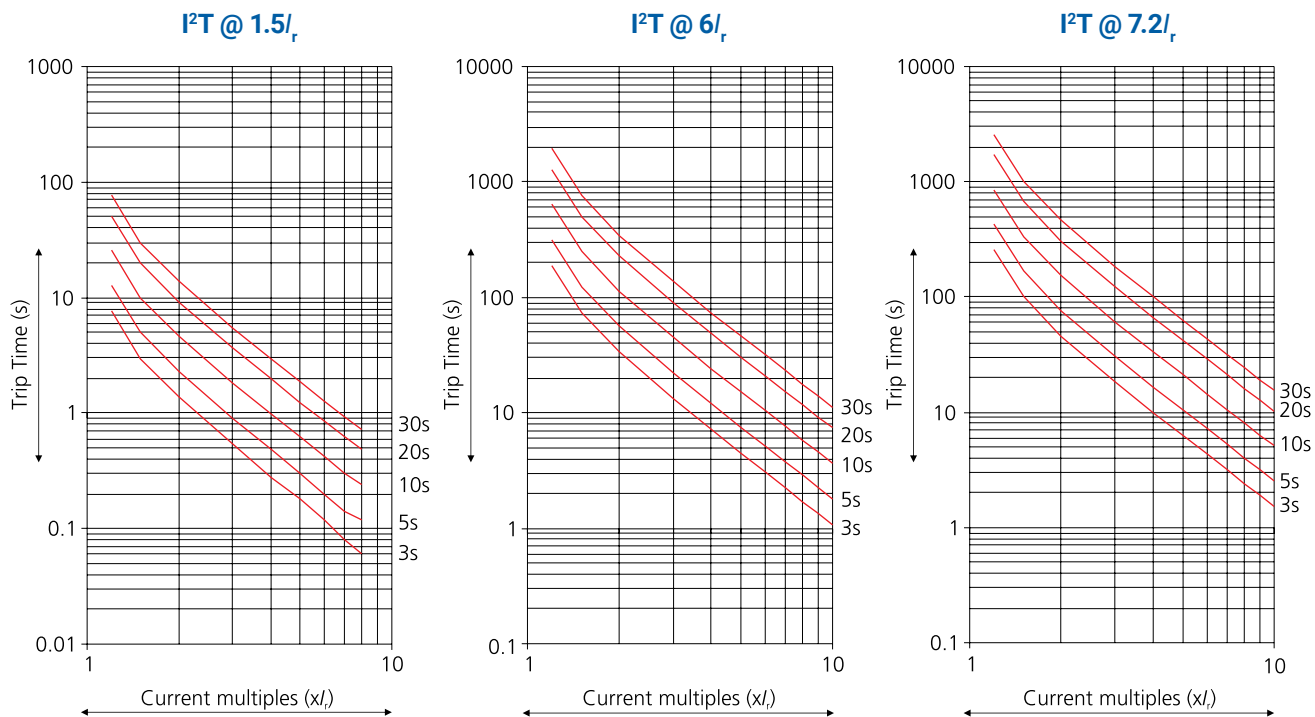 I²T @ 1.5Iᵣ
1000
100
10
1
0.1
0.01
Trip Time (s)
30s
20s
10s
5s
3s
1
10
Current multiples (xIᵣ)
I²T @ 6Iᵣ
10000
1000
100
10
1
0.1
Trip Time (s)
30s
20s
10s
5s
3s
1
10
Current multiples (xIᵣ)
I²T @ 7.2Iᵣ
10000
1000
100
10
1
0.1
Trip Time (s)
30s
20s
10s
5s
3s
1
10
Current multiples (xIᵣ)